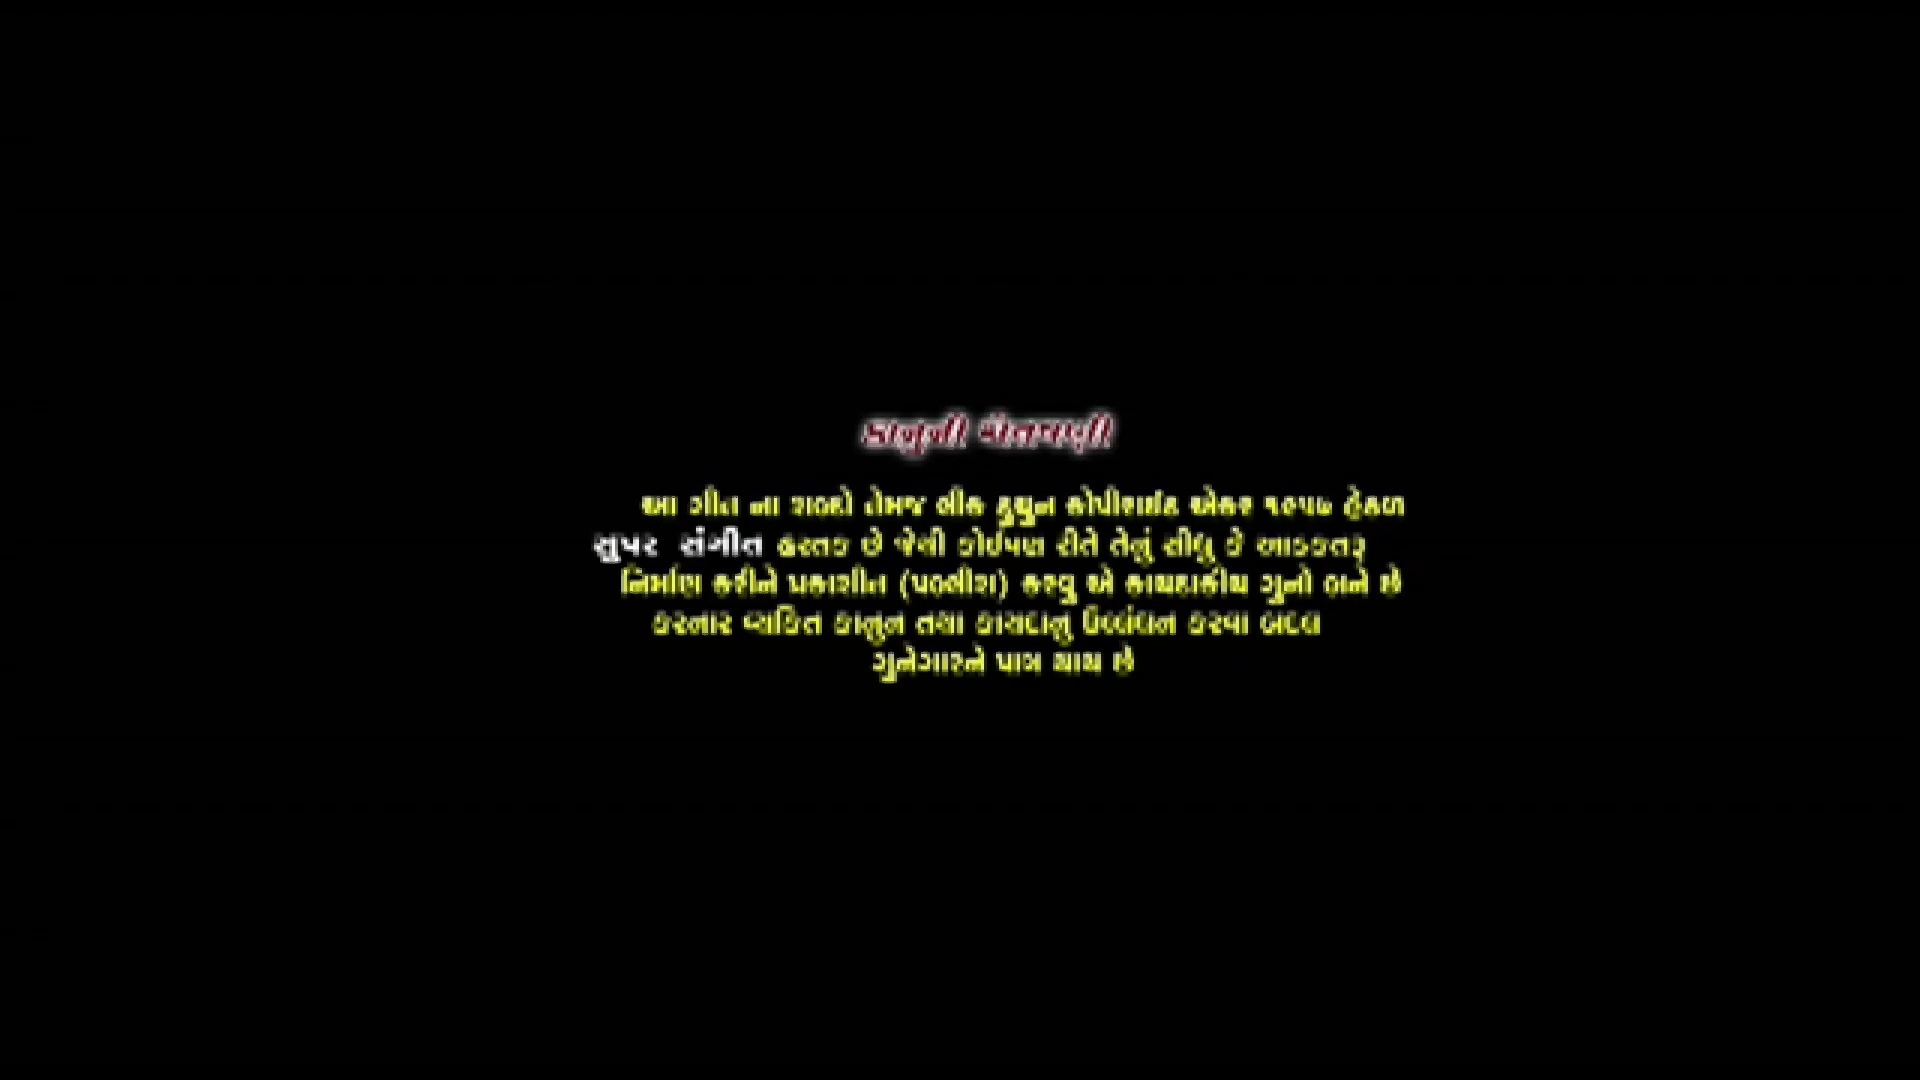 કાનુની ચેતવણી
આ ગીત ના શબ્દો તેમજ લીક ટ્યુન કોપીરાઈટ એકટ ૧૯૫૭ હેઠળ
સુપર સંગીત હસ્તક છે જેથી કોઈપણ રીતે તેનું સીધુ કે આડકતરૂ
નિર્માણ કરીને પ્રકાશીત (પબ્લીશ) કરવુ એ કાયદાકીય ગુનો બને છે
કરનાર વ્યકિત કાનુન તથા કાયદાનુ ઉલ્લંઘન કરવા બદલ
ગુનેગારને પાત્ર થાય છે